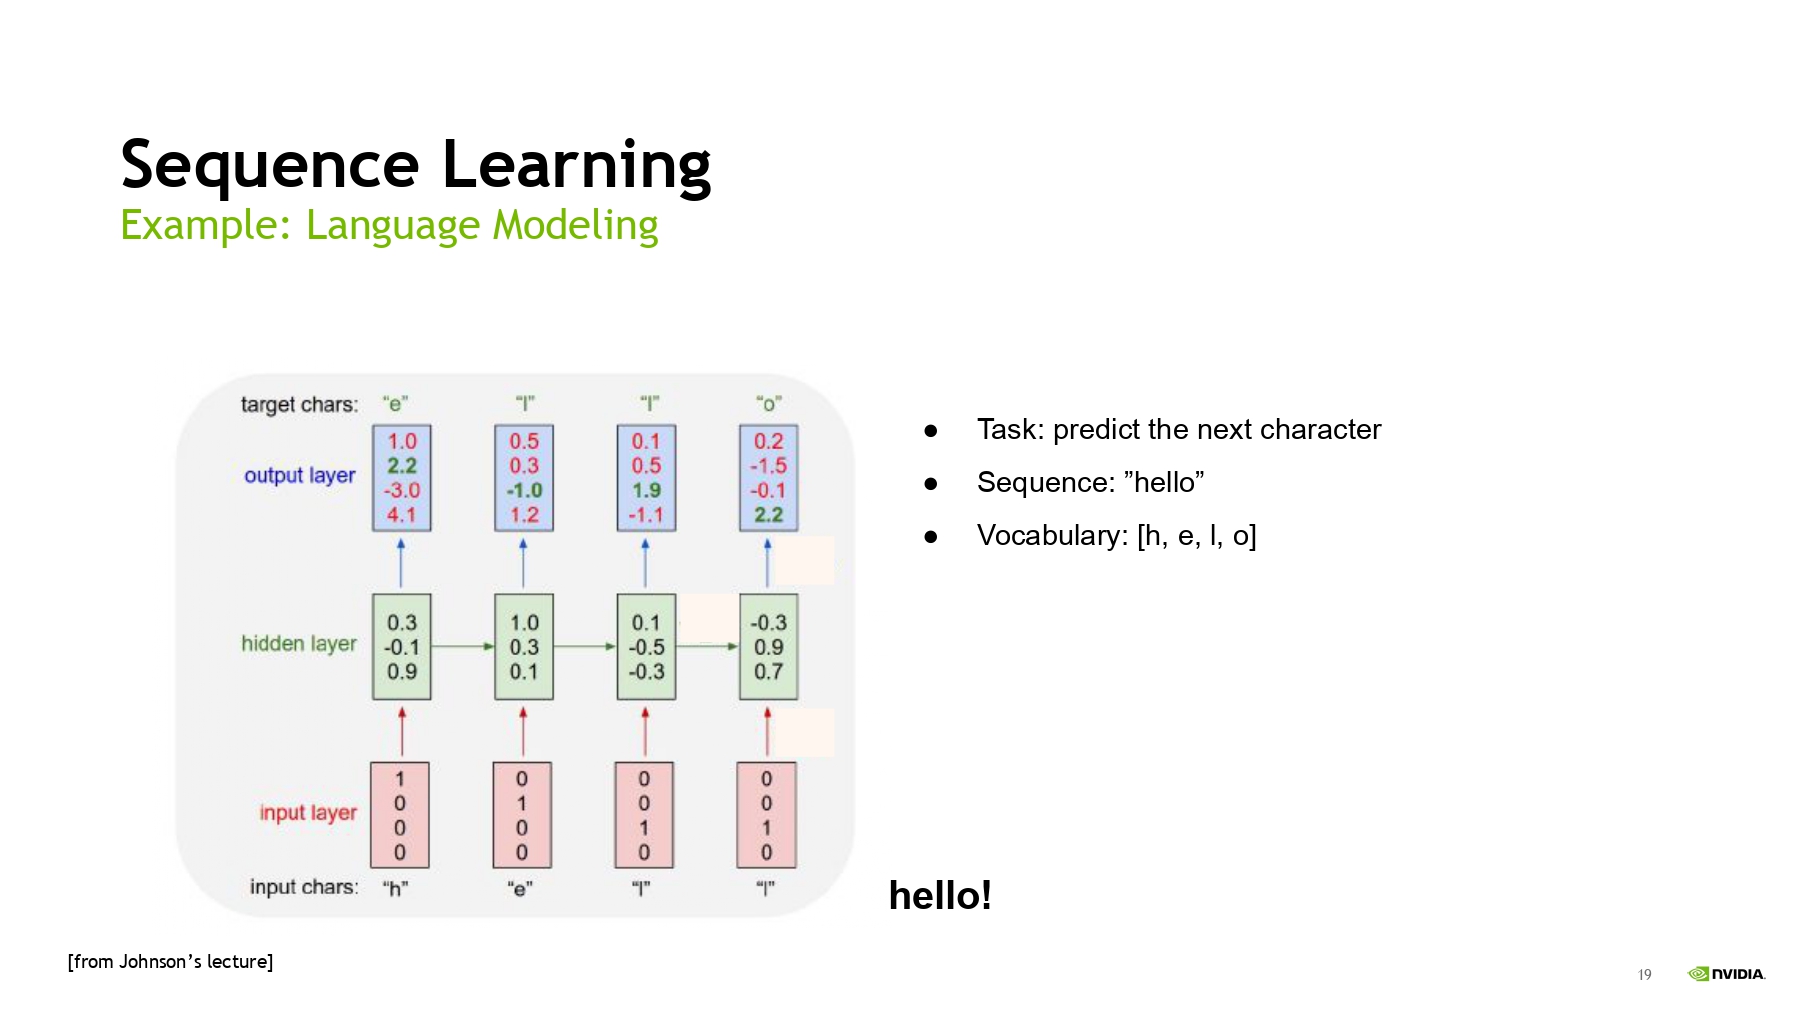 Sequence Learning
Example: Language Modeling
target chars: “e” “l” “l” “o”
1.0 0.5 0.1 0.2
2.2 0.3 0.5 -1.5
output layer
-3.0 -1.0 1.9 -0.1
4.1 1.2 -1.1 2.2
0.3 1.0 0.1 -0.3
hidden layer -0.1 0.3 -0.5 0.9
0.9 0.1 -0.3 0.7
1 0 0 0
0 1 0 0
input layer
0 0 1 1
0 0 0 0
input chars: “h” “e” “l” “l”
● Task: predict the next character
● Sequence: ”hello”
● Vocabulary: [h, e, l, o]
hello!
[from Johnson’s lecture]
19
NVIDIA.